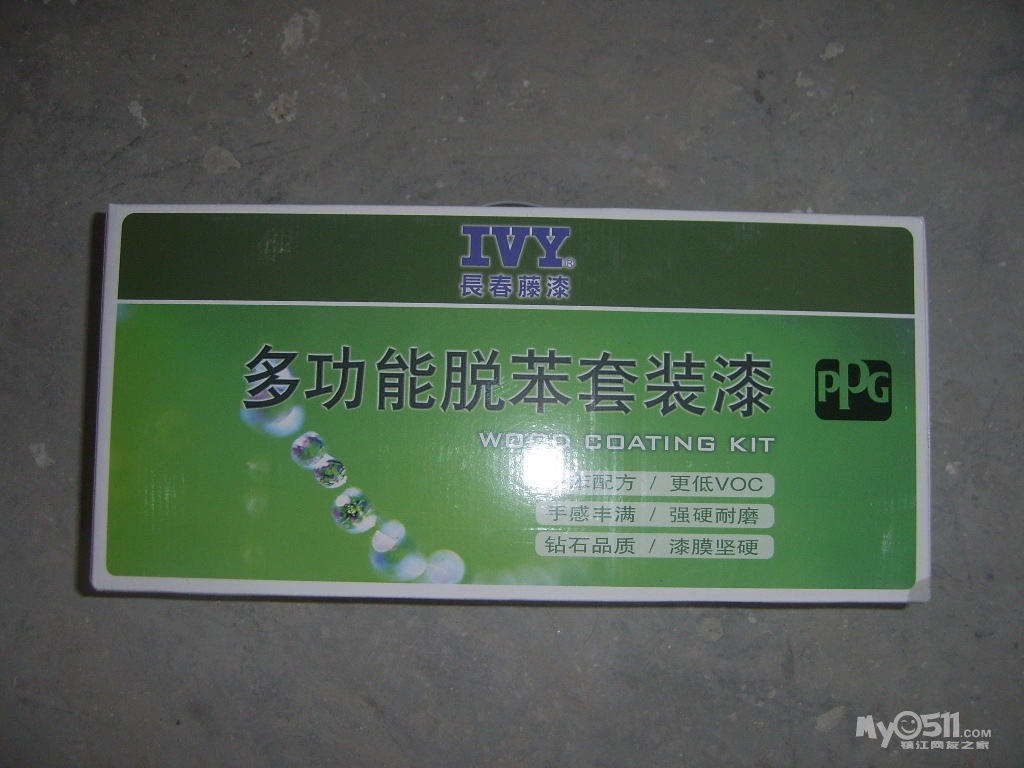 IVY®
長春藤漆
多功能脱苯套装漆
PPG
WOOD COATING KIT
配方 / 更低VOC
手感丰满 / 强硬耐磨
钻石品质 / 漆膜坚硬
My0511.COM
镇江网友之家